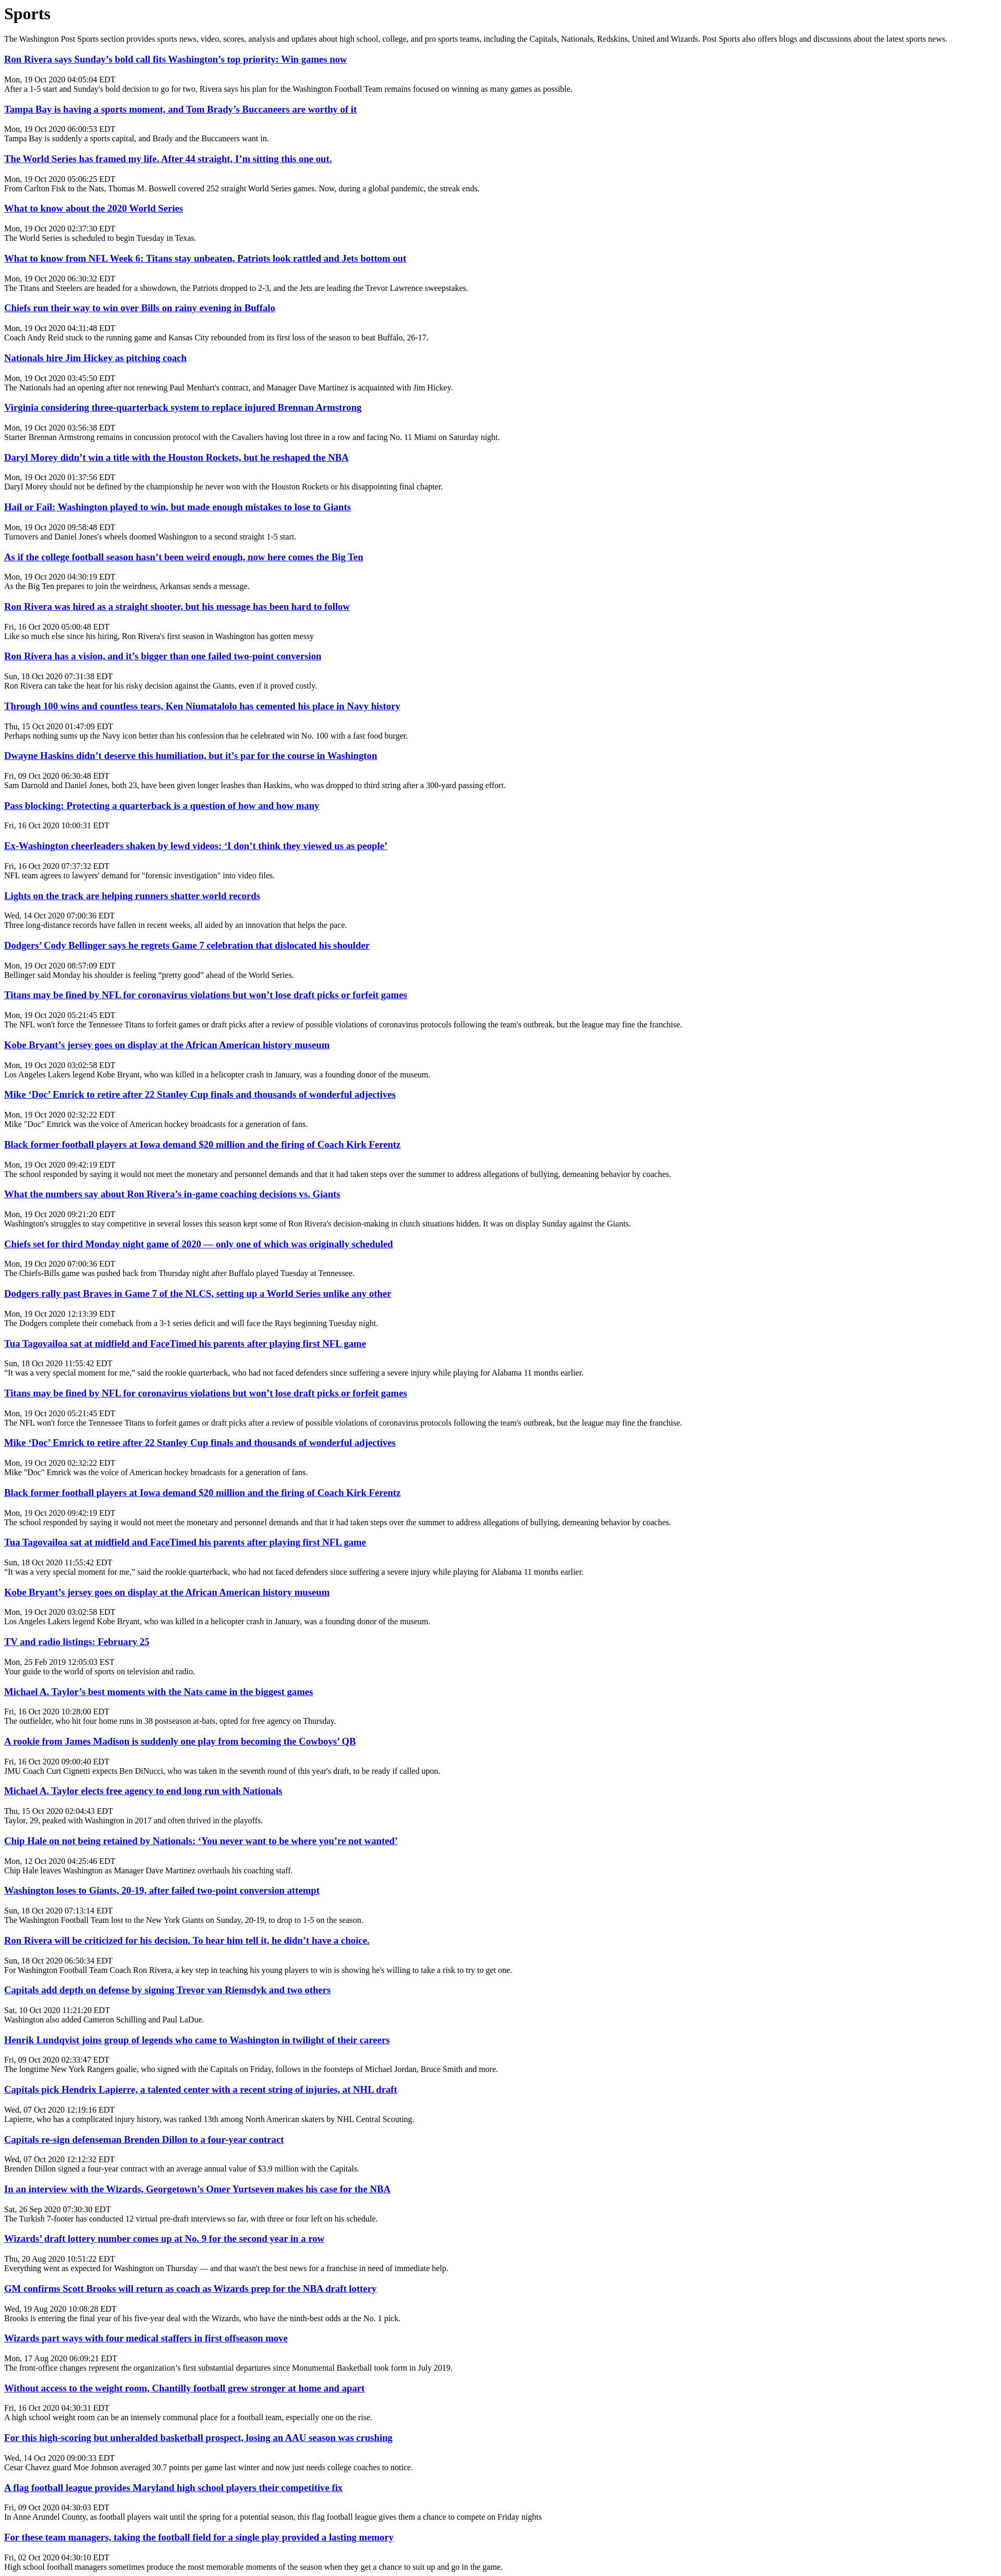 Sports
The Washington Post Sports section provides sports news, video, scores, analysis and updates about high school, college, and pro sports teams, including the Capitals, Nationals, Redskins, United and Wizards. Post Sports also offers blogs and discussions about the latest sports news.
Ron Rivera says Sunday’s bold call fits Washington’s top priority: Win games now
Mon, 19 Oct 2020 04:05:04 EDT
After a 1-5 start and Sunday's bold decision to go for two, Rivera says his plan for the Washington Football Team remains focused on winning as many games as possible.
Tampa Bay is having a sports moment, and Tom Brady’s Buccaneers are worthy of it
Mon, 19 Oct 2020 06:00:53 EDT
Tampa Bay is suddenly a sports capital, and Brady and the Buccaneers want in.
The World Series has framed my life. After 44 straight, I’m sitting this one out.
Mon, 19 Oct 2020 05:06:25 EDT
From Carlton Fisk to the Nats, Thomas M. Boswell covered 252 straight World Series games. Now, during a global pandemic, the streak ends.
What to know about the 2020 World Series
Mon, 19 Oct 2020 02:37:30 EDT
The World Series is scheduled to begin Tuesday in Texas.
What to know from NFL Week 6: Titans stay unbeaten, Patriots look rattled and Jets bottom out
Mon, 19 Oct 2020 06:30:32 EDT
The Titans and Steelers are headed for a showdown, the Patriots dropped to 2-3, and the Jets are leading the Trevor Lawrence sweepstakes.
Chiefs run their way to win over Bills on rainy evening in Buffalo
Mon, 19 Oct 2020 04:31:48 EDT
Coach Andy Reid stuck to the running game and Kansas City rebounded from its first loss of the season to beat Buffalo, 26-17.
Nationals hire Jim Hickey as pitching coach
Mon, 19 Oct 2020 03:45:50 EDT
The Nationals had an opening after not renewing Paul Menhart's contract, and Manager Dave Martinez is acquainted with Jim Hickey.
Virginia considering three-quarterback system to replace injured Brennan Armstrong
Mon, 19 Oct 2020 03:56:38 EDT
Starter Brennan Armstrong remains in concussion protocol with the Cavaliers having lost three in a row and facing No. 11 Miami on Saturday night.
Daryl Morey didn’t win a title with the Houston Rockets, but he reshaped the NBA
Mon, 19 Oct 2020 01:37:56 EDT
Daryl Morey should not be defined by the championship he never won with the Houston Rockets or his disappointing final chapter.
Hail or Fail: Washington played to win, but made enough mistakes to lose to Giants
Mon, 19 Oct 2020 09:58:48 EDT
Turnovers and Daniel Jones's wheels doomed Washington to a second straight 1-5 start.
As if the college football season hasn’t been weird enough, now here comes the Big Ten
Mon, 19 Oct 2020 04:30:19 EDT
As the Big Ten prepares to join the weirdness, Arkansas sends a message.
Ron Rivera was hired as a straight shooter, but his message has been hard to follow
Fri, 16 Oct 2020 05:00:48 EDT
Like so much else since his hiring, Ron Rivera's first season in Washington has gotten messy
Ron Rivera has a vision, and it’s bigger than one failed two-point conversion
Sun, 18 Oct 2020 07:31:38 EDT
Ron Rivera can take the heat for his risky decision against the Giants, even if it proved costly.
Through 100 wins and countless tears, Ken Niumatalolo has cemented his place in Navy history
Thu, 15 Oct 2020 01:47:09 EDT
Perhaps nothing sums up the Navy icon better than his confession that he celebrated win No. 100 with a fast food burger.
Dwayne Haskins didn’t deserve this humiliation, but it’s par for the course in Washington
Fri, 09 Oct 2020 06:30:48 EDT
Sam Darnold and Daniel Jones, both 23, have been given longer leashes than Haskins, who was dropped to third string after a 300-yard passing effort.
Pass blocking: Protecting a quarterback is a question of how and how many
Fri, 16 Oct 2020 10:00:31 EDT
Ex-Washington cheerleaders shaken by lewd videos: ‘I don’t think they viewed us as people’
Fri, 16 Oct 2020 07:37:32 EDT
NFL team agrees to lawyers' demand for "forensic investigation" into video files.
Lights on the track are helping runners shatter world records
Wed, 14 Oct 2020 07:00:36 EDT
Three long-distance records have fallen in recent weeks, all aided by an innovation that helps the pace.
Dodgers’ Cody Bellinger says he regrets Game 7 celebration that dislocated his shoulder
Mon, 19 Oct 2020 08:57:09 EDT
Bellinger said Monday his shoulder is feeling “pretty good” ahead of the World Series.
Titans may be fined by NFL for coronavirus violations but won’t lose draft picks or forfeit games
Mon, 19 Oct 2020 05:21:45 EDT
The NFL won't force the Tennessee Titans to forfeit games or draft picks after a review of possible violations of coronavirus protocols following the team's outbreak, but the league may fine the franchise.
Kobe Bryant’s jersey goes on display at the African American history museum
Mon, 19 Oct 2020 03:02:58 EDT
Los Angeles Lakers legend Kobe Bryant, who was killed in a helicopter crash in January, was a founding donor of the museum.
Mike ‘Doc’ Emrick to retire after 22 Stanley Cup finals and thousands of wonderful adjectives
Mon, 19 Oct 2020 02:32:22 EDT
Mike "Doc" Emrick was the voice of American hockey broadcasts for a generation of fans.
Black former football players at Iowa demand $20 million and the firing of Coach Kirk Ferentz
Mon, 19 Oct 2020 09:42:19 EDT
The school responded by saying it would not meet the monetary and personnel demands and that it had taken steps over the summer to address allegations of bullying, demeaning behavior by coaches.
What the numbers say about Ron Rivera’s in-game coaching decisions vs. Giants
Mon, 19 Oct 2020 09:21:20 EDT
Washington's struggles to stay competitive in several losses this season kept some of Ron Rivera's decision-making in clutch situations hidden. It was on display Sunday against the Giants.
Chiefs set for third Monday night game of 2020 — only one of which was originally scheduled
Mon, 19 Oct 2020 07:00:36 EDT
The Chiefs-Bills game was pushed back from Thursday night after Buffalo played Tuesday at Tennessee.
Dodgers rally past Braves in Game 7 of the NLCS, setting up a World Series unlike any other
Mon, 19 Oct 2020 12:13:39 EDT
The Dodgers complete their comeback from a 3-1 series deficit and will face the Rays beginning Tuesday night.
Tua Tagovailoa sat at midfield and FaceTimed his parents after playing first NFL game
Sun, 18 Oct 2020 11:55:42 EDT
“It was a very special moment for me,” said the rookie quarterback, who had not faced defenders since suffering a severe injury while playing for Alabama 11 months earlier.
Titans may be fined by NFL for coronavirus violations but won’t lose draft picks or forfeit games
Mon, 19 Oct 2020 05:21:45 EDT
The NFL won't force the Tennessee Titans to forfeit games or draft picks after a review of possible violations of coronavirus protocols following the team's outbreak, but the league may fine the franchise.
Mike ‘Doc’ Emrick to retire after 22 Stanley Cup finals and thousands of wonderful adjectives
Mon, 19 Oct 2020 02:32:22 EDT
Mike "Doc" Emrick was the voice of American hockey broadcasts for a generation of fans.
Black former football players at Iowa demand $20 million and the firing of Coach Kirk Ferentz
Mon, 19 Oct 2020 09:42:19 EDT
The school responded by saying it would not meet the monetary and personnel demands and that it had taken steps over the summer to address allegations of bullying, demeaning behavior by coaches.
Tua Tagovailoa sat at midfield and FaceTimed his parents after playing first NFL game
Sun, 18 Oct 2020 11:55:42 EDT
“It was a very special moment for me,” said the rookie quarterback, who had not faced defenders since suffering a severe injury while playing for Alabama 11 months earlier.
Kobe Bryant’s jersey goes on display at the African American history museum
Mon, 19 Oct 2020 03:02:58 EDT
Los Angeles Lakers legend Kobe Bryant, who was killed in a helicopter crash in January, was a founding donor of the museum.
TV and radio listings: February 25
Mon, 25 Feb 2019 12:05:03 EST
Your guide to the world of sports on television and radio.
Michael A. Taylor’s best moments with the Nats came in the biggest games
Fri, 16 Oct 2020 10:28:00 EDT
The outfielder, who hit four home runs in 38 postseason at-bats, opted for free agency on Thursday.
A rookie from James Madison is suddenly one play from becoming the Cowboys’ QB
Fri, 16 Oct 2020 09:00:40 EDT
JMU Coach Curt Cignetti expects Ben DiNucci, who was taken in the seventh round of this year's draft, to be ready if called upon.
Michael A. Taylor elects free agency to end long run with Nationals
Thu, 15 Oct 2020 02:04:43 EDT
Taylor, 29, peaked with Washington in 2017 and often thrived in the playoffs.
Chip Hale on not being retained by Nationals: ‘You never want to be where you’re not wanted’
Mon, 12 Oct 2020 04:25:46 EDT
Chip Hale leaves Washington as Manager Dave Martinez overhauls his coaching staff.
Washington loses to Giants, 20-19, after failed two-point conversion attempt
Sun, 18 Oct 2020 07:13:14 EDT
The Washington Football Team lost to the New York Giants on Sunday, 20-19, to drop to 1-5 on the season.
Ron Rivera will be criticized for his decision. To hear him tell it, he didn’t have a choice.
Sun, 18 Oct 2020 06:50:34 EDT
For Washington Football Team Coach Ron Rivera, a key step in teaching his young players to win is showing he's willing to take a risk to try to get one.
Capitals add depth on defense by signing Trevor van Riemsdyk and two others
Sat, 10 Oct 2020 11:21:20 EDT
Washington also added Cameron Schilling and Paul LaDue.
Henrik Lundqvist joins group of legends who came to Washington in twilight of their careers
Fri, 09 Oct 2020 02:33:47 EDT
The longtime New York Rangers goalie, who signed with the Capitals on Friday, follows in the footsteps of Michael Jordan, Bruce Smith and more.
Capitals pick Hendrix Lapierre, a talented center with a recent string of injuries, at NHL draft
Wed, 07 Oct 2020 12:19:16 EDT
Lapierre, who has a complicated injury history, was ranked 13th among North American skaters by NHL Central Scouting.
Capitals re-sign defenseman Brenden Dillon to a four-year contract
Wed, 07 Oct 2020 12:12:32 EDT
Brenden Dillon signed a four-year contract with an average annual value of $3.9 million with the Capitals.
In an interview with the Wizards, Georgetown’s Omer Yurtseven makes his case for the NBA
Sat, 26 Sep 2020 07:30:30 EDT
The Turkish 7-footer has conducted 12 virtual pre-draft interviews so far, with three or four left on his schedule.
Wizards’ draft lottery number comes up at No. 9 for the second year in a row
Thu, 20 Aug 2020 10:51:22 EDT
Everything went as expected for Washington on Thursday — and that wasn't the best news for a franchise in need of immediate help.
GM confirms Scott Brooks will return as coach as Wizards prep for the NBA draft lottery
Wed, 19 Aug 2020 10:08:28 EDT
Brooks is entering the final year of his five-year deal with the Wizards, who have the ninth-best odds at the No. 1 pick.
Wizards part ways with four medical staffers in first offseason move
Mon, 17 Aug 2020 06:09:21 EDT
The front-office changes represent the organization’s first substantial departures since Monumental Basketball took form in July 2019.
Without access to the weight room, Chantilly football grew stronger at home and apart
Fri, 16 Oct 2020 04:30:31 EDT
A high school weight room can be an intensely communal place for a football team, especially one on the rise.
For this high-scoring but unheralded basketball prospect, losing an AAU season was crushing
Wed, 14 Oct 2020 09:00:33 EDT
Cesar Chavez guard Moe Johnson averaged 30.7 points per game last winter and now just needs college coaches to notice.
A flag football league provides Maryland high school players their competitive fix
Fri, 09 Oct 2020 04:30:03 EDT
In Anne Arundel County, as football players wait until the spring for a potential season, this flag football league gives them a chance to compete on Friday nights
For these team managers, taking the football field for a single play provided a lasting memory
Fri, 02 Oct 2020 04:30:10 EDT
High school football managers sometimes produce the most memorable moments of the season when they get a chance to suit up and go in the game.